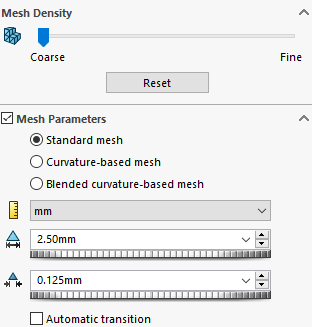 Mesh Density
Coarse Fine
Reset
Mesh Parameters
Standard mesh
Curvature-based mesh
Blended curvature-based mesh
mm
2.50mm
0.125mm
Automatic transition